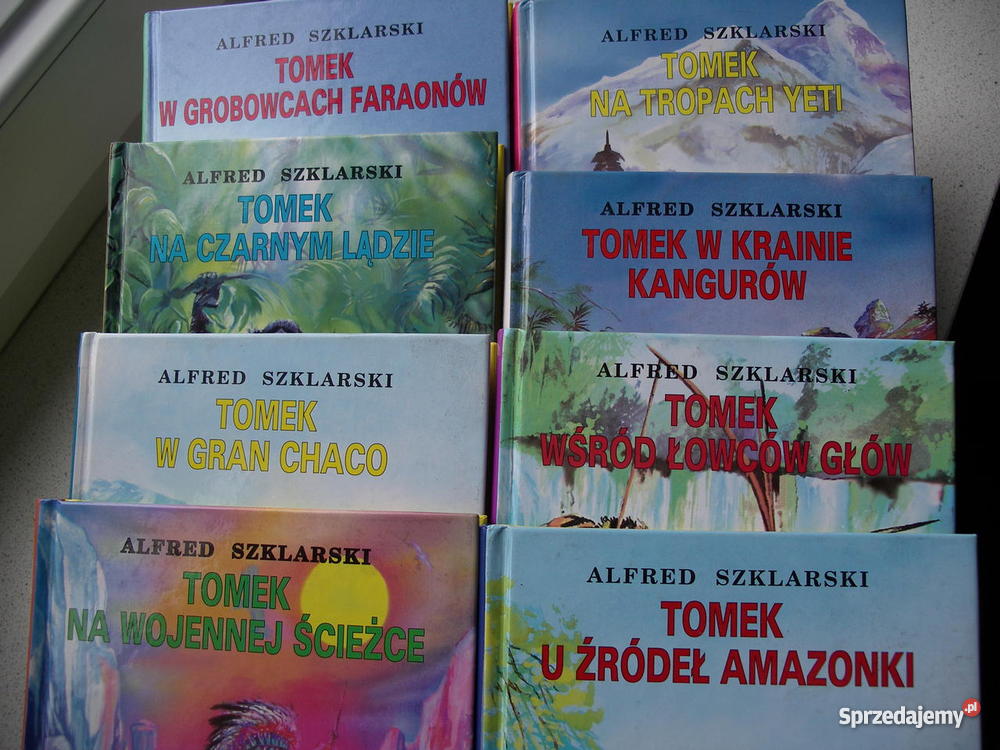 ALFRED SZKLARSKI
TOMEK
W GROBOWCACH FARAONÓW
ALFRED SZKLARSKI
TOMEK
NA TROPACH YETI
ALFRED SZKLARSKI
TOMEK
NA CZARNYM LĄDZIE
ALFRED SZKLARSKI
TOMEK W KRAINIE
KANGURÓW
ALFRED SZKLARSKI
TOMEK
W GRAN CHACO
ALFRED SZKLARSKI
TOMEK
WŚRÓD ŁOWCÓW GŁÓW
ALFRED SZKLARSKI
TOMEK
NA WOJENNEJ ŚCIEŻCE
ALFRED SZKLARSKI
TOMEK
U ŹRÓDEŁ AMAZONKI
Sprzedajemy.pl